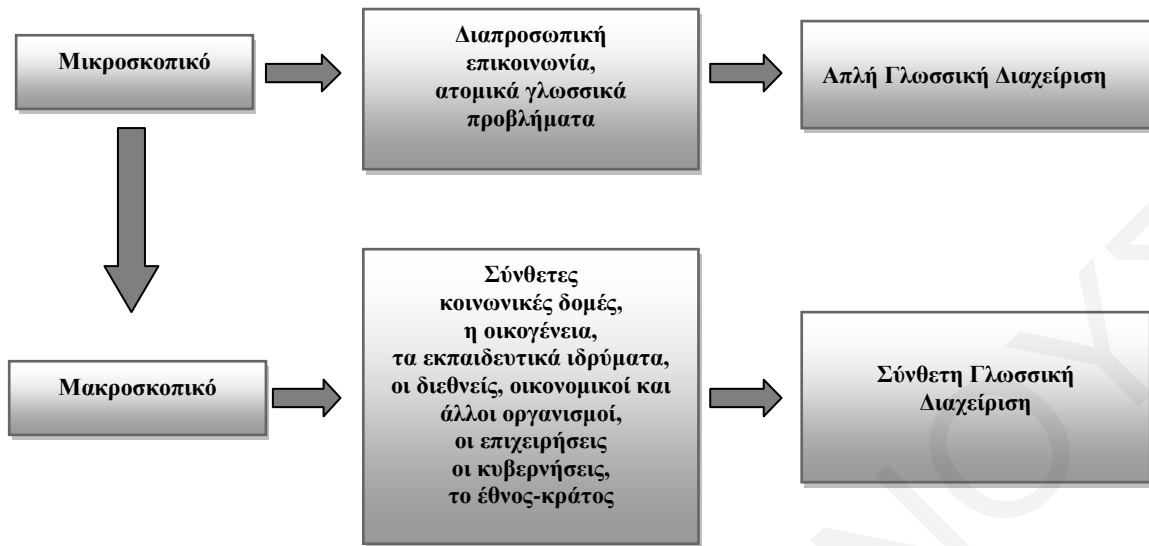 Μικροσκοπικό
Διαπροσωπική
επικοινωνία,
ατομικά γλωσσικά
προβλήματα
Απλή Γλωσσική Διαχείριση
Μακροσκοπικό
Σύνθετες
κοινωνικές δομές,
η οικογένεια,
τα εκπαιδευτικά ιδρύματα,
οι διεθνείς, οικονομικοί και
άλλοι οργανισμοί,
οι επιχειρήσεις
οι κυβερνήσεις,
το έθνος-κράτος
Σύνθετη Γλωσσική
Διαχείριση